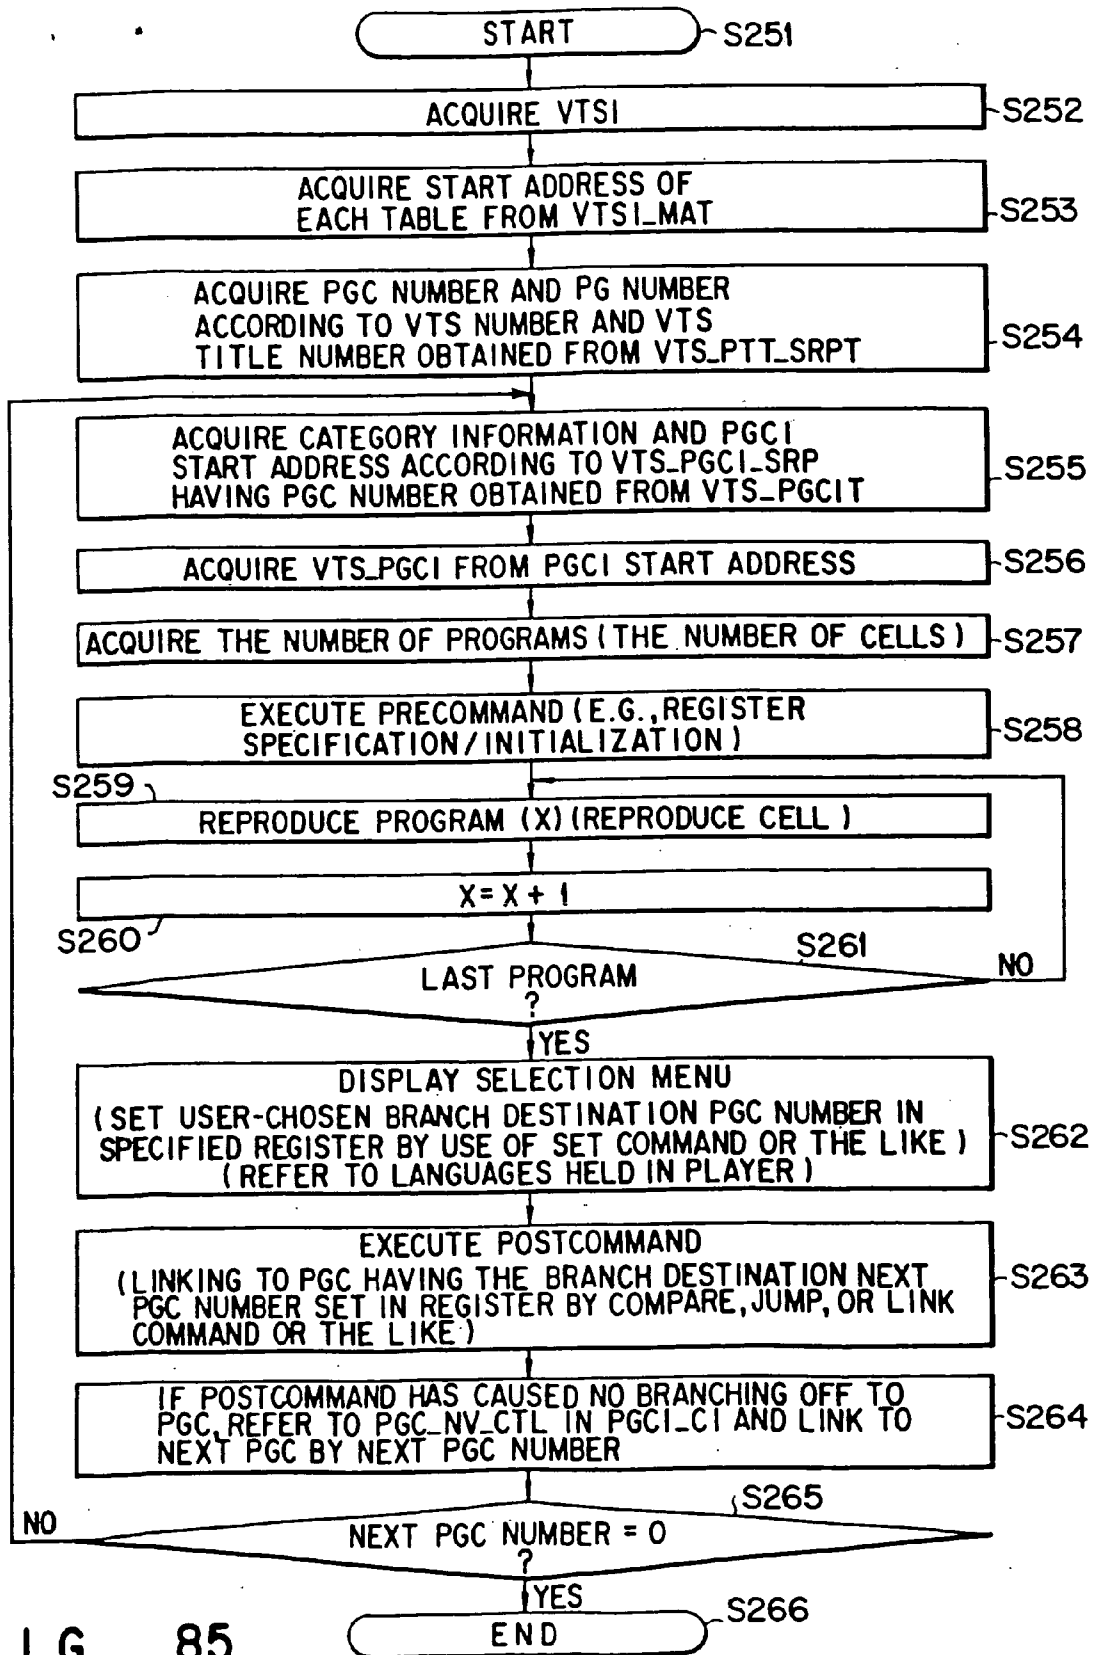 START
S251
ACQUIRE VTSI
S252
ACQUIRE START ADDRESS OF
EACH TABLE FROM VTSI_MAT
S253
ACQUIRE PGC NUMBER AND PG NUMBER
ACCORDING TO VTS NUMBER AND VTS
TITLE NUMBER OBTAINED FROM VTS_PTT_SRPT
S254
ACQUIRE CATEGORY INFORMATION AND PGCI
START ADDRESS ACCORDING TO VTS_PGCI_SRP
HAVING PGC NUMBER OBTAINED FROM VTS_PGCIT
S255
ACQUIRE VTS_PGCI FROM PGCI START ADDRESS
S256
ACQUIRE THE NUMBER OF PROGRAMS (THE NUMBER OF CELLS)
S257
EXECUTE PRECOMMAND (E.G., REGISTER
SPECIFICATION/INITIALIZATION)
S258
S259
REPRODUCE PROGRAM (X) (REPRODUCE CELL)
X = X + 1
S260
S261
LAST PROGRAM
?
NO
YES
DISPLAY SELECTION MENU
(SET USER-CHOSEN BRANCH DESTINATION PGC NUMBER IN
SPECIFIED REGISTER BY USE OF SET COMMAND OR THE LIKE)
(REFER TO LANGUAGES HELD IN PLAYER)
S262
EXECUTE POSTCOMMAND
(LINKING TO PGC HAVING THE BRANCH DESTINATION NEXT
PGC NUMBER SET IN REGISTER BY COMPARE, JUMP, OR LINK
COMMAND OR THE LIKE)
S263
IF POSTCOMMAND HAS CAUSED NO BRANCHING OFF TO
PGC, REFER TO PGC_NV_CTL IN PGCI_CI AND LINK TO
NEXT PGC BY NEXT PGC NUMBER
S264
S265
NEXT PGC NUMBER = 0
?
NO
YES
END
S266
I G. 85